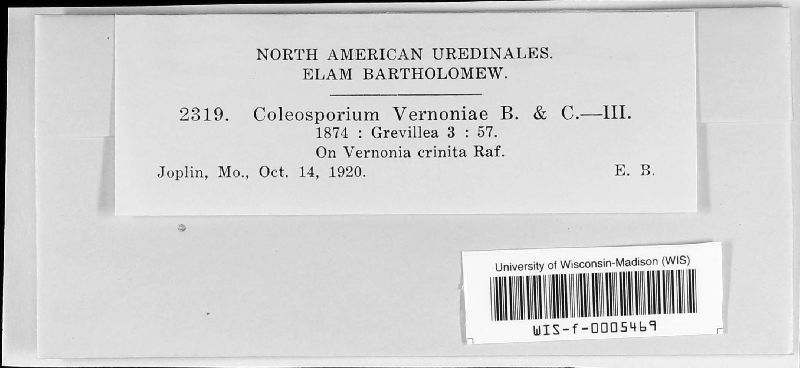 NORTH AMERICAN UREDINALES.
ELAM BARTHOLOMEW.
2319. Coleosporium Vernoniae B. & C.—III.
1874 : Grevillea 3 : 57.
On Vernonia crinita Raf.
Joplin, Mo., Oct. 14, 1920. E. B.
University of Wisconsin-Madison (WIS)
WIS-f-0005469